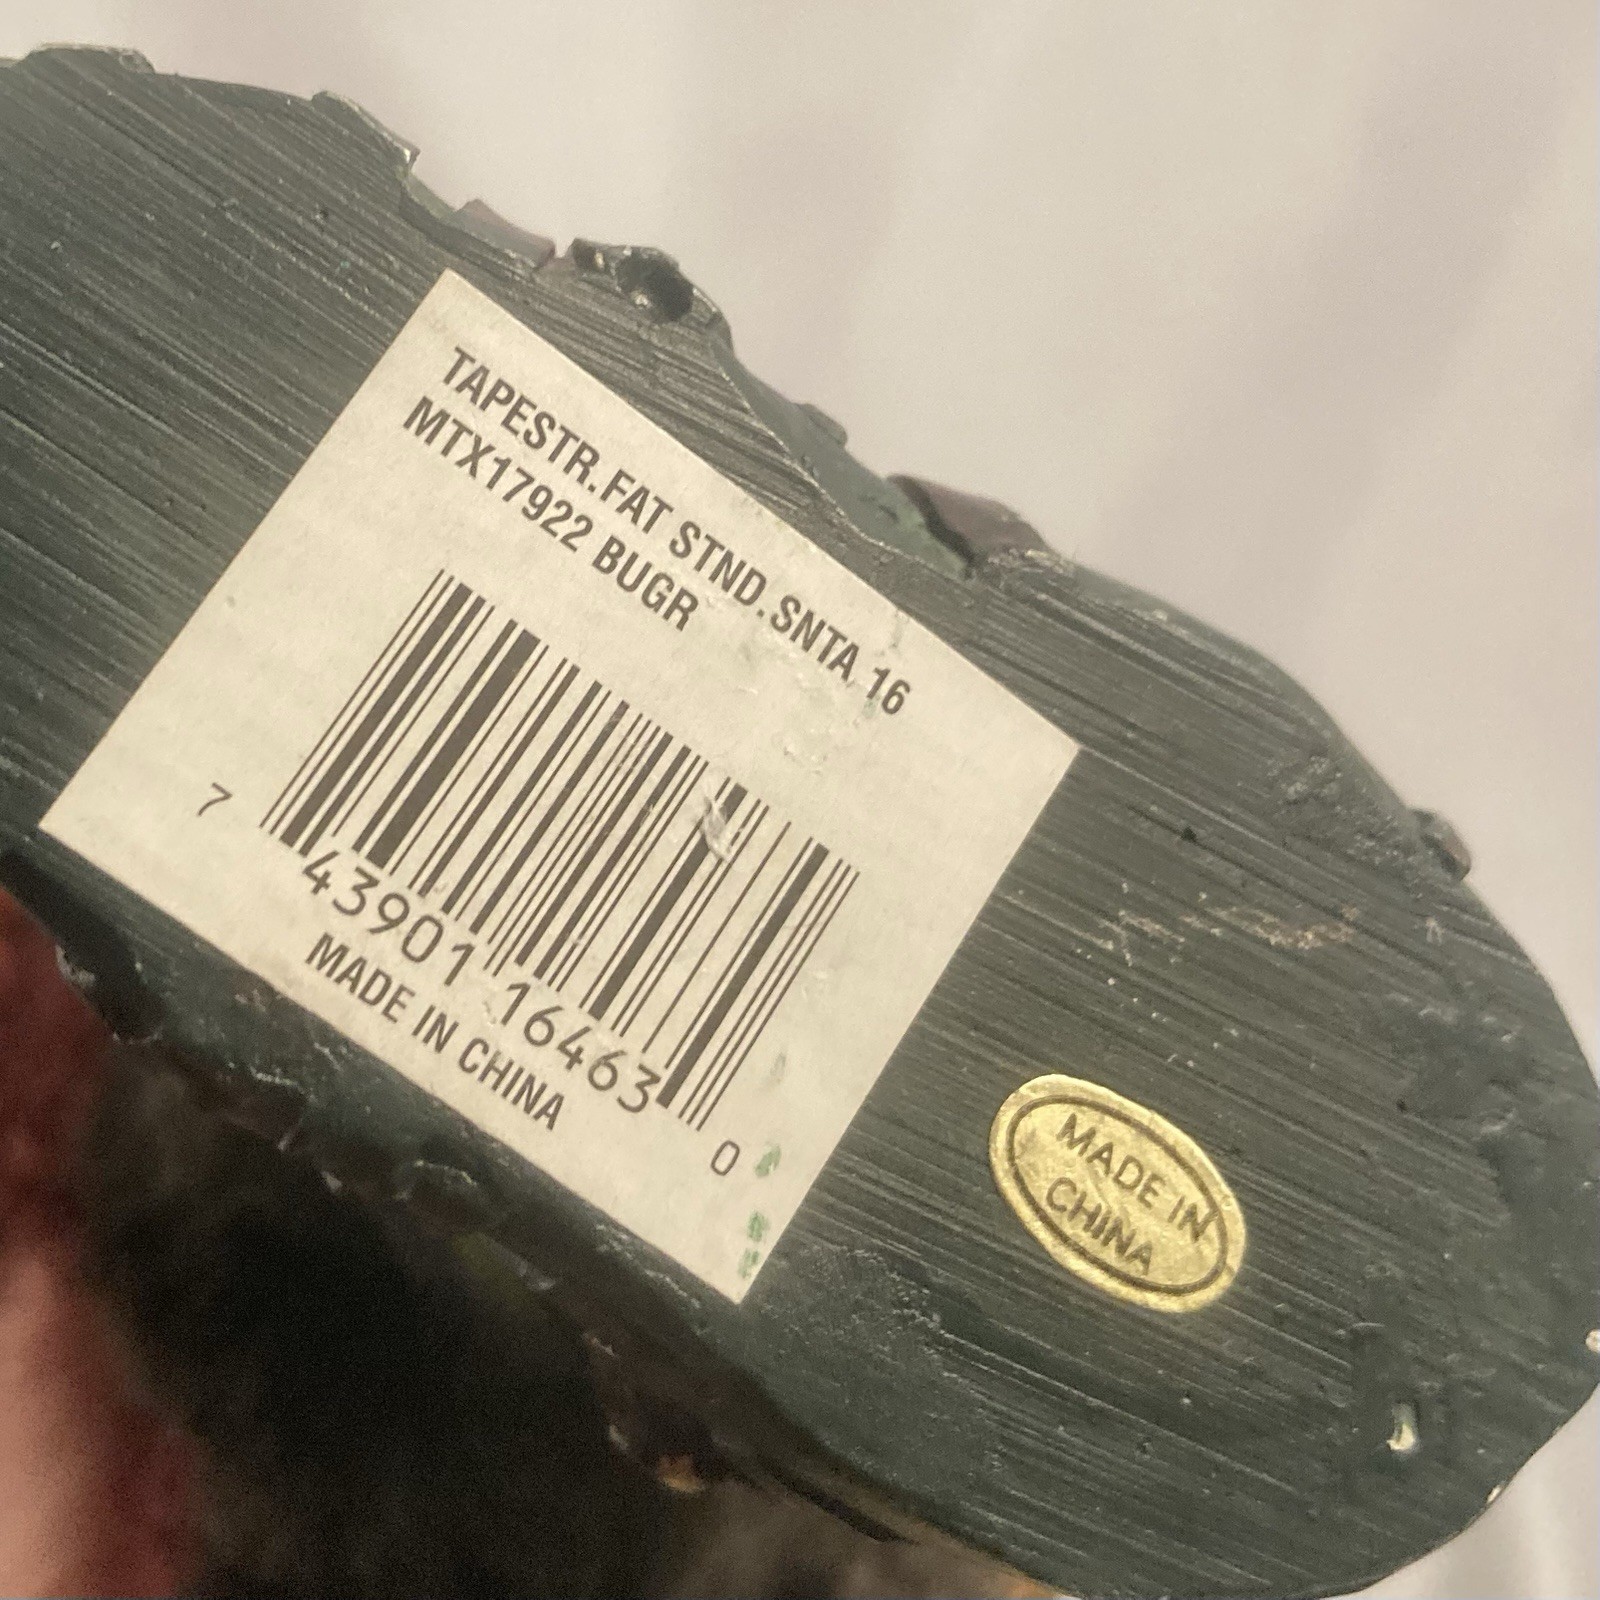 TAPESTR.FAT STND.SNTA 16
MTX17922 BUGR
7 43901 16463 0
MADE IN CHINA
MADE IN
CHINA